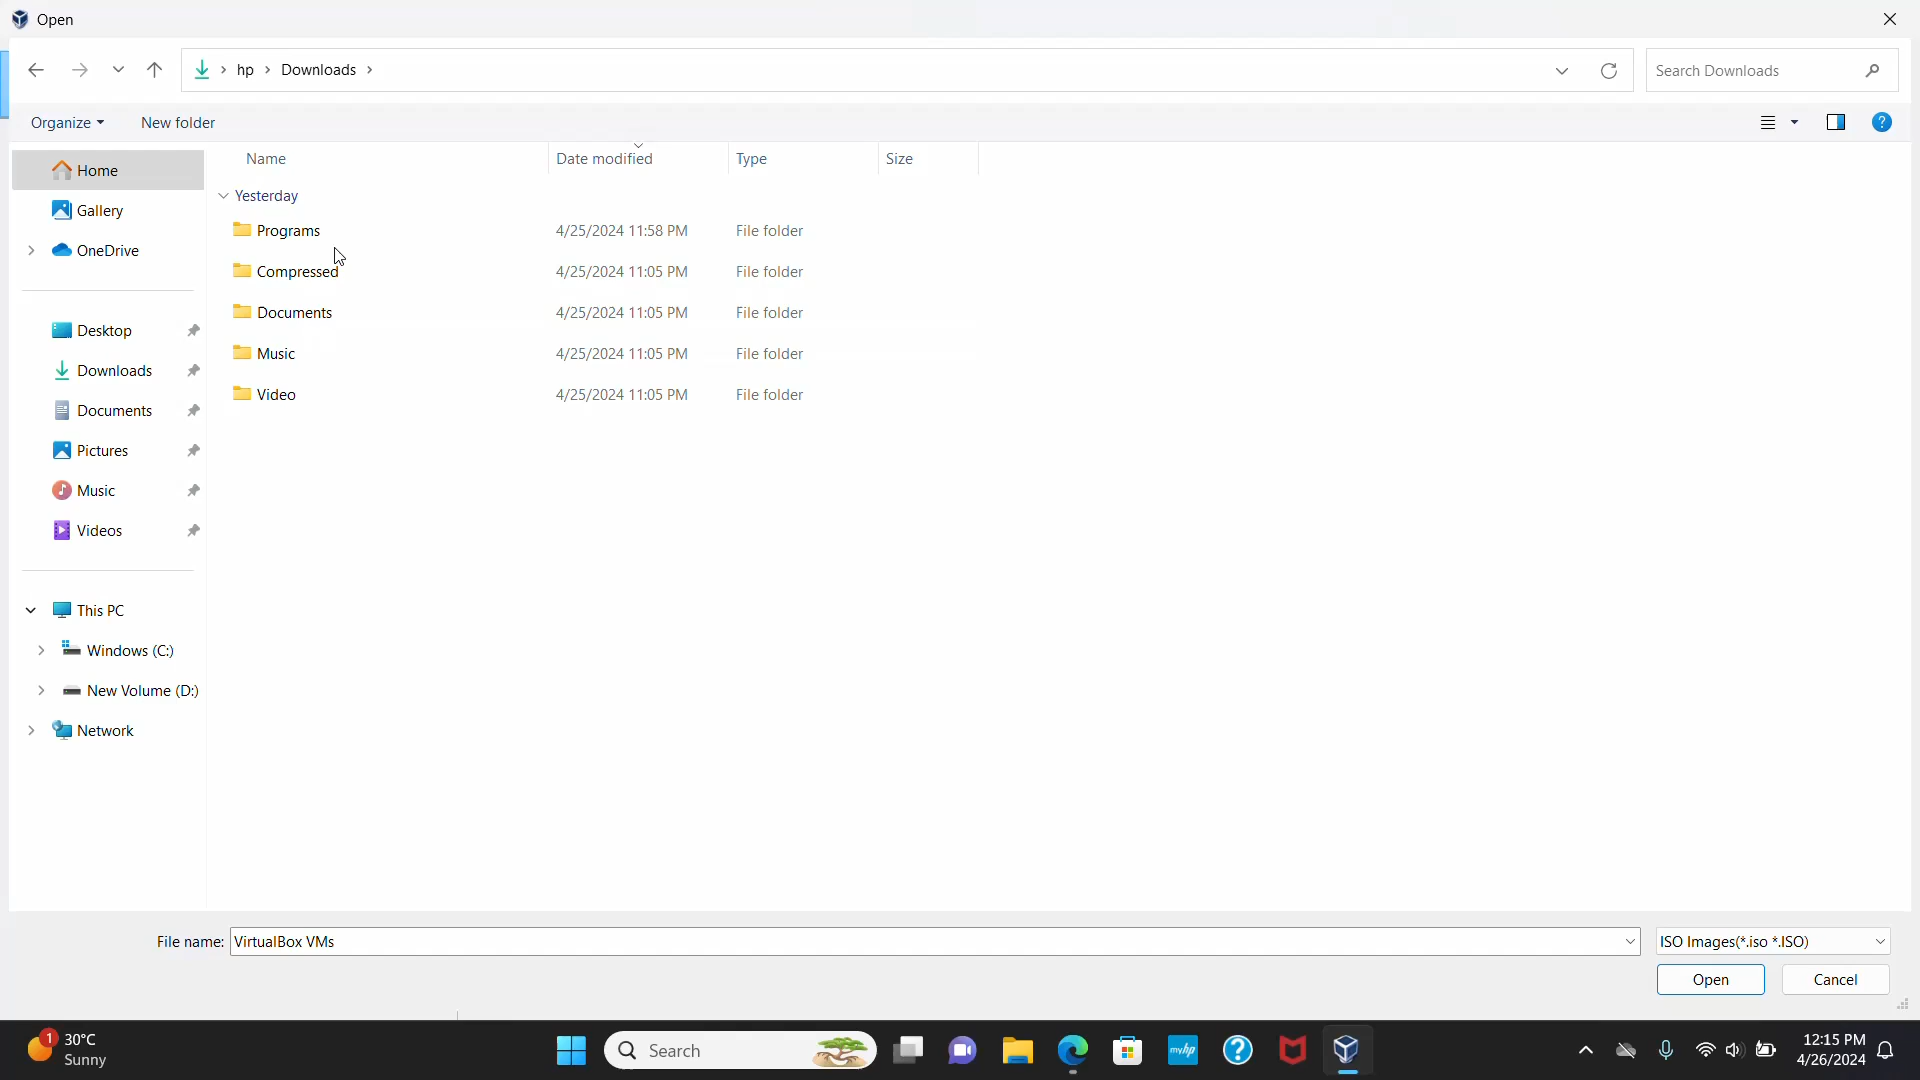 Open
hp > Downloads >
Search Downloads
Organize
New folder
Home
Gallery
OneDrive
Desktop
Downloads
Documents
Pictures
Music
Videos
This PC
Windows (C:)
New Volume (D:)
Network
Name Date modified Type Size
Yesterday
Programs 4/25/2024 11:58 PM File folder
Compressed 4/25/2024 11:05 PM File folder
Documents 4/25/2024 11:05 PM File folder
Music 4/25/2024 11:05 PM File folder
Video 4/25/2024 11:05 PM File folder
File name: VirtualBox VMs
ISO Images(*.iso *.ISO)
Open
Cancel
1
30°C
Sunny
Search
myhp
12:15 PM
4/26/2024